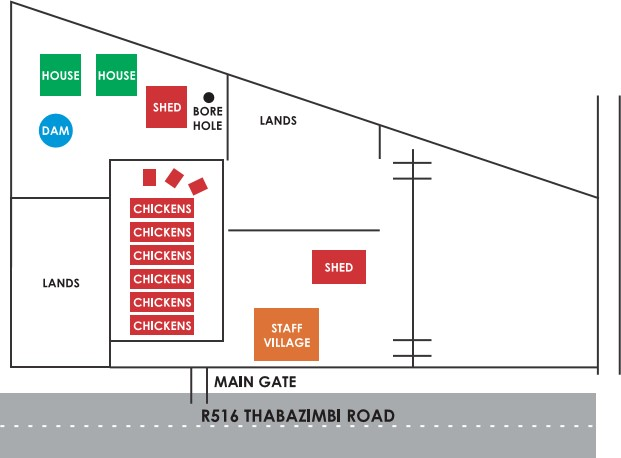 HOUSE
HOUSE
SHED
BORE
HOLE
LANDS
DAM
CHICKENS
CHICKENS
CHICKENS
CHICKENS
CHICKENS
CHICKENS
LANDS
SHED
STAFF
VILLAGE
MAIN GATE
R516 THABAZIMBI ROAD